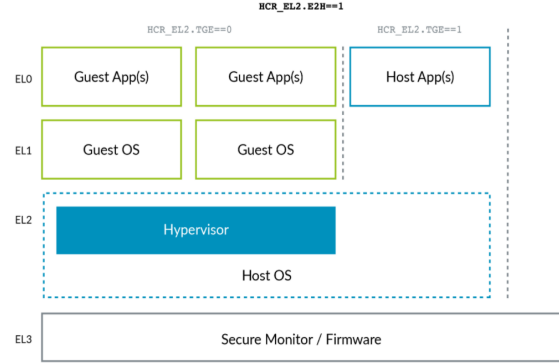 HCR_EL2.E2H==1
HCR_EL2.TGE==0
HCR_EL2.TGE==1
EL0
Guest App(s)
Guest App(s)
Host App(s)
EL1
Guest OS
Guest OS
EL2
Hypervisor
Host OS
EL3
Secure Monitor / Firmware